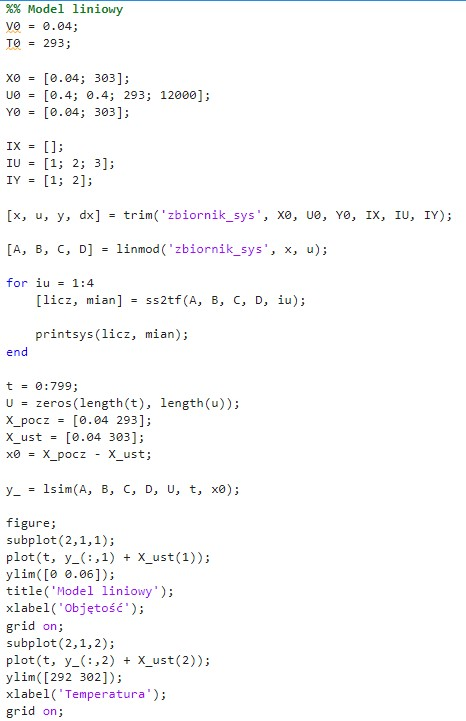 %% Model liniowy
V0 = 0.04;
T0 = 293;

X0 = [0.04; 303];
U0 = [0.4; 0.4; 293; 12000];
Y0 = [0.04; 303];

IX = [];
IU = [1; 2; 3];
IY = [1; 2];

[x, u, y, dx] = trim('zbiornik_sys', X0, U0, Y0, IX, IU, IY);

[A, B, C, D] = linmod('zbiornik_sys', x, u);

for iu = 1:4
    [licz, mian] = ss2tf(A, B, C, D, iu);

    printsys(licz, mian);
end

t = 0:799;
U = zeros(length(t), length(u));
X_pocz = [0.04 293];
X_ust = [0.04 303];
x0 = X_pocz - X_ust;

y_ = lsim(A, B, C, D, U, t, x0);

figure;
subplot(2,1,1);
plot(t, y_(:,1) + X_ust(1));
ylim([0 0.06]);
title('Model liniowy');
xlabel('Objętość');
grid on;
subplot(2,1,2);
plot(t, y_(:,2) + X_ust(2));
ylim([292 302]);
xlabel('Temperatura');
grid on;